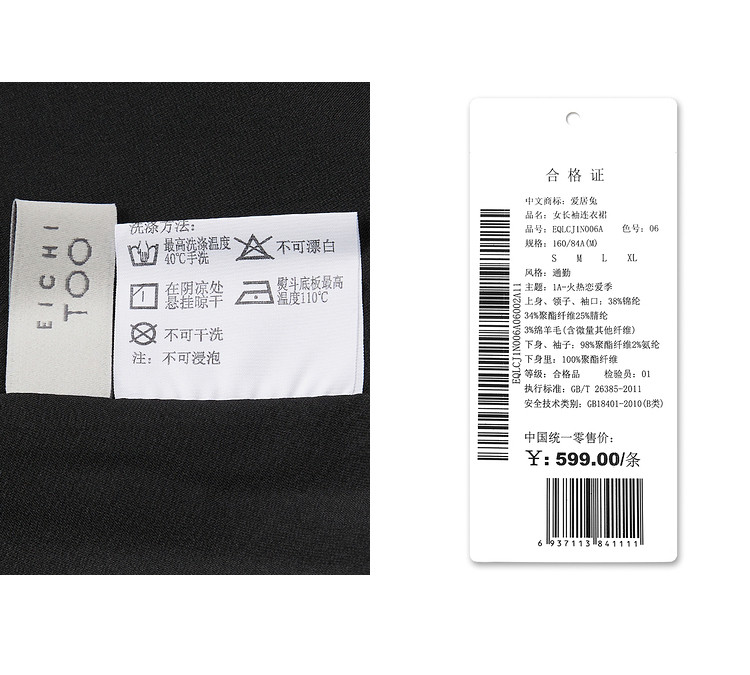 EICHI
TOO
洗涤方法:
最高洗涤温度
40℃手洗
不可漂白
在阴凉处
悬挂晾干
熨斗底板最高
温度110℃
不可干洗
注: 不可浸泡
合格证
中文商标: 爱居兔
品名: 女长袖连衣裙
品号: EQLCJ1N006A 色号: 06
规格: 160/84A(M)
S M L XL
风格: 通勤
主题: 1A-火热恋爱季
上身、领子、袖口: 38%锦纶
34%聚酯纤维25%腈纶
3%绵羊毛(含微量其他纤维)
下身、袖子: 98%聚酯纤维2%氨纶
下身里: 100%聚酯纤维
等级: 合格品 检验员: 01
执行标准: GB/T 26385-2011
安全技术类别: GB18401-2010(B类)
EQLCJ1N006A06002A11
中国统一零售价:
¥: 599.00/条
6 937113 841111